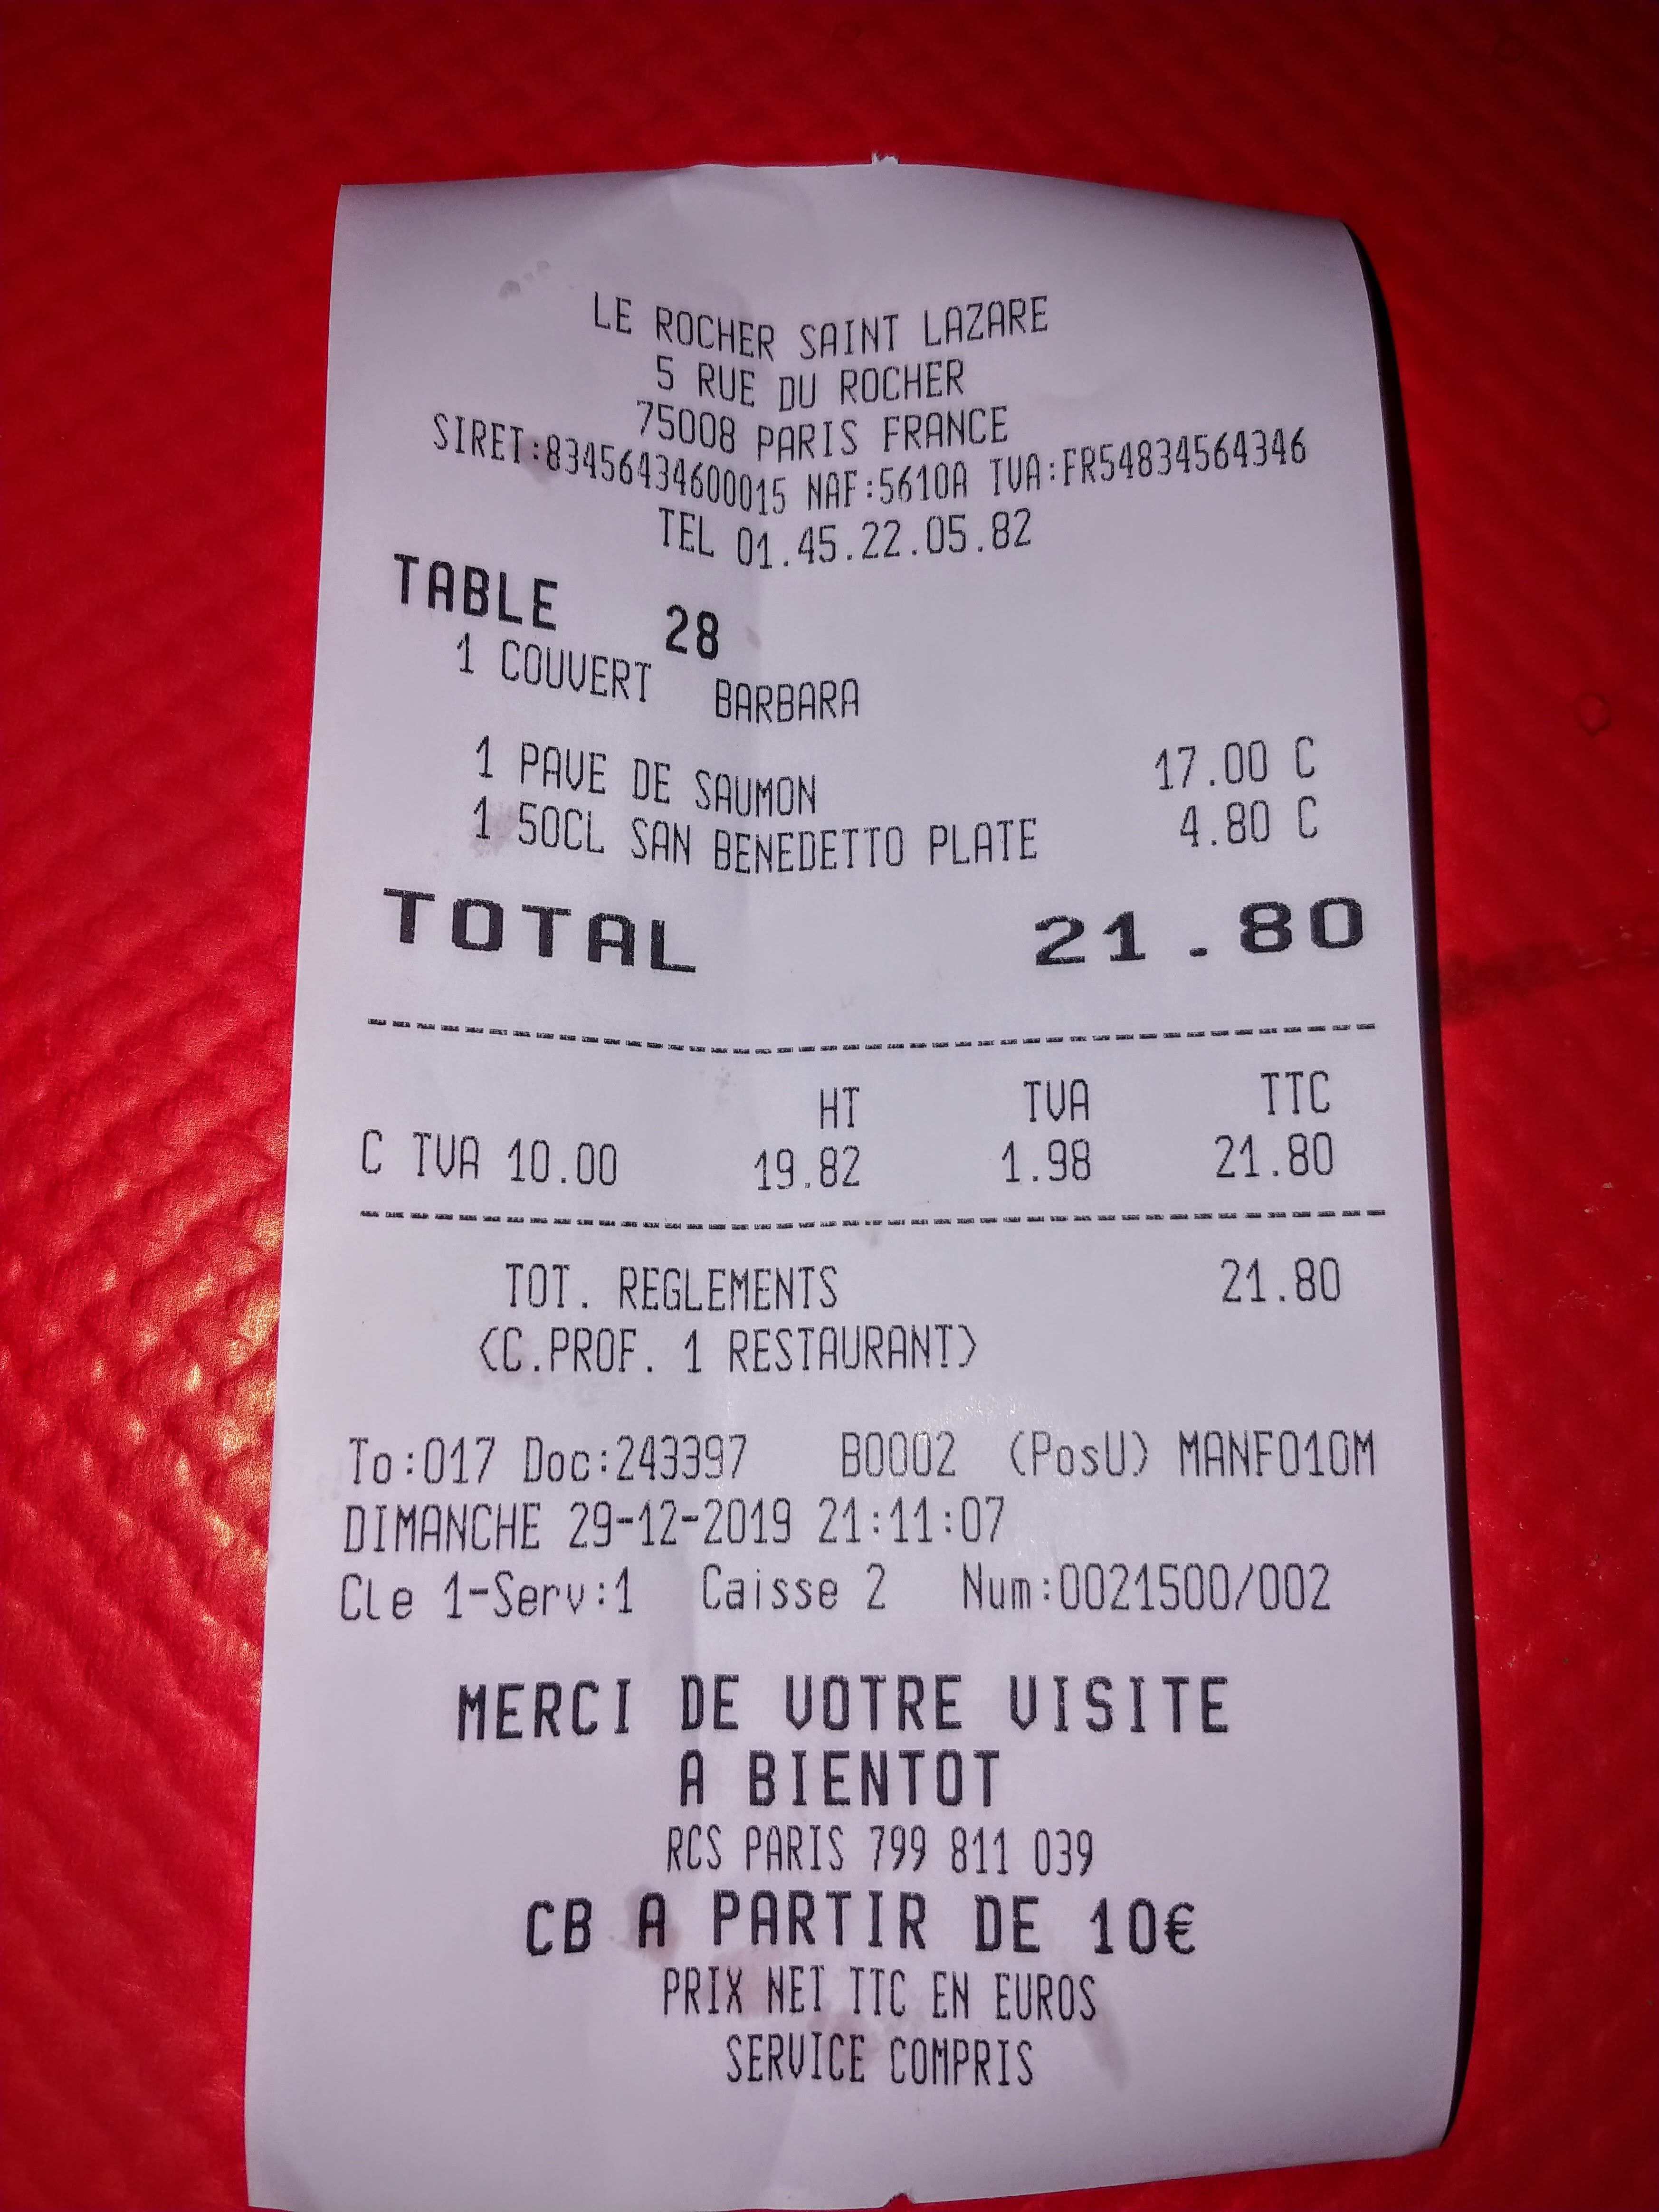 LE ROCHER SAINT LAZARE
5 RUE DU ROCHER
75008 PARIS FRANCE
SIRET:83456434600015 NAF:5610A TVA:FR54834564346
TEL 01.45.22.05.82
TABLE 28
1 COUVERT BARBARA
1 PAVE DE SAUMON 17.00 C
1 50CL SAN BENEDETTO PLATE 4.80 C
TOTAL 21.80
HT TVA TTC
C TVA 10.00 19.82 1.98 21.80
TOT. REGLEMENTS 21.80
<C.PROF. 1 RESTAURANT>
To:017 Doc:243397 B0002 (PosU) MANF010M
DIMANCHE 29-12-2019 21:11:07
Cle 1-Serv:1 Caisse 2 Num:0021500/002
MERCI DE VOTRE VISITE
A BIENTOT
RCS PARIS 799 811 039
CB A PARTIR DE 10€
PRIX NET TTC EN EUROS
SERVICE COMPRIS